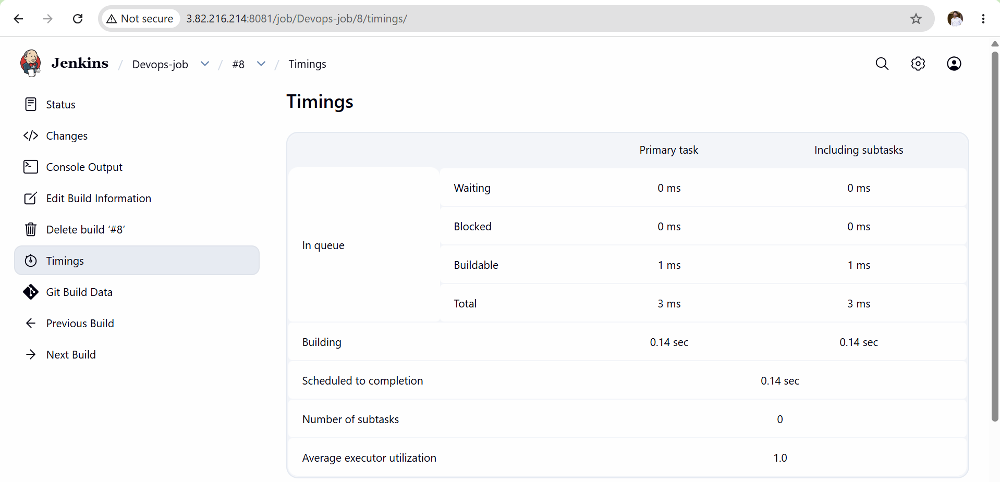 Not secure 3.82.216.214:8081/job/Devops-job/8/timings/
Jenkins / Devops-job / #8 / Timings
Status
Changes
Console Output
Edit Build Information
Delete build ‘#8’
Timings
Git Build Data
Previous Build
Next Build
Timings
Primary task Including subtasks
In queue
Waiting 0 ms 0 ms
Blocked 0 ms 0 ms
Buildable 1 ms 1 ms
Total 3 ms 3 ms
Building 0.14 sec 0.14 sec
Scheduled to completion 0.14 sec
Number of subtasks 0
Average executor utilization 1.0